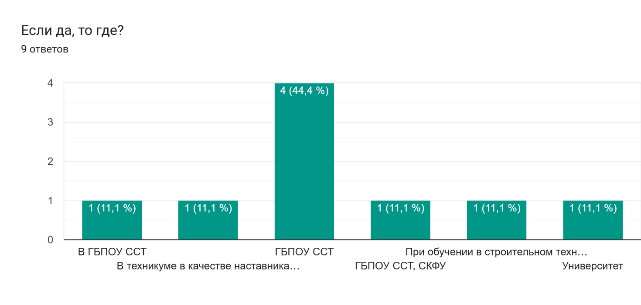 Если да, то где?
9 ответов
4
3
2
1
0
1 (11,1 %)
1 (11,1 %)
4 (44,4 %)
1 (11,1 %)
1 (11,1 %)
1 (11,1 %)
В ГБПОУ ССТ
В техникуме в качестве наставника…
ГБПОУ ССТ
ГБПОУ ССТ, СКФУ
При обучении в строительном техн…
Университет